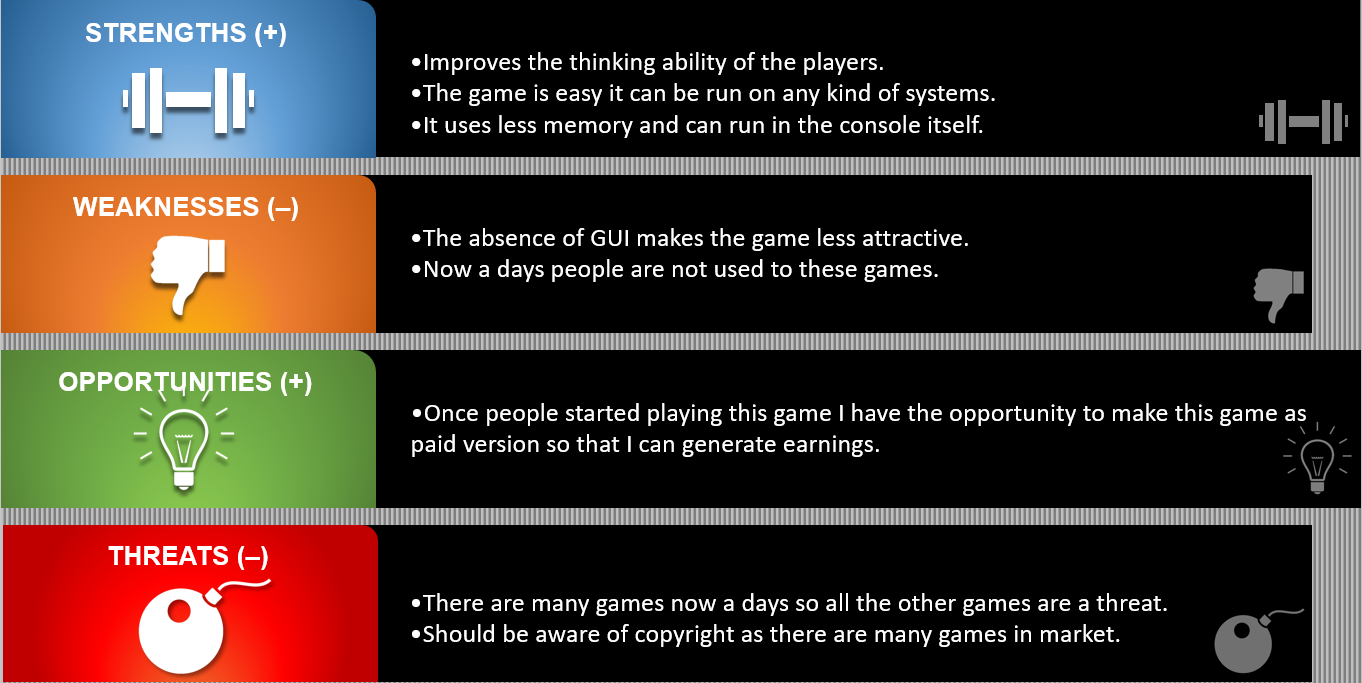 STRENGTHS (+)
•Improves the thinking ability of the players.
•The game is easy it can be run on any kind of systems.
•It uses less memory and can run in the console itself.
WEAKNESSES (–)
•The absence of GUI makes the game less attractive.
•Now a days people are not used to these games.
OPPORTUNITIES (+)
•Once people started playing this game I have the opportunity to make this game as
paid version so that I can generate earnings.
THREATS (–)
•There are many games now a days so all the other games are a threat.
•Should be aware of copyright as there are many games in market.